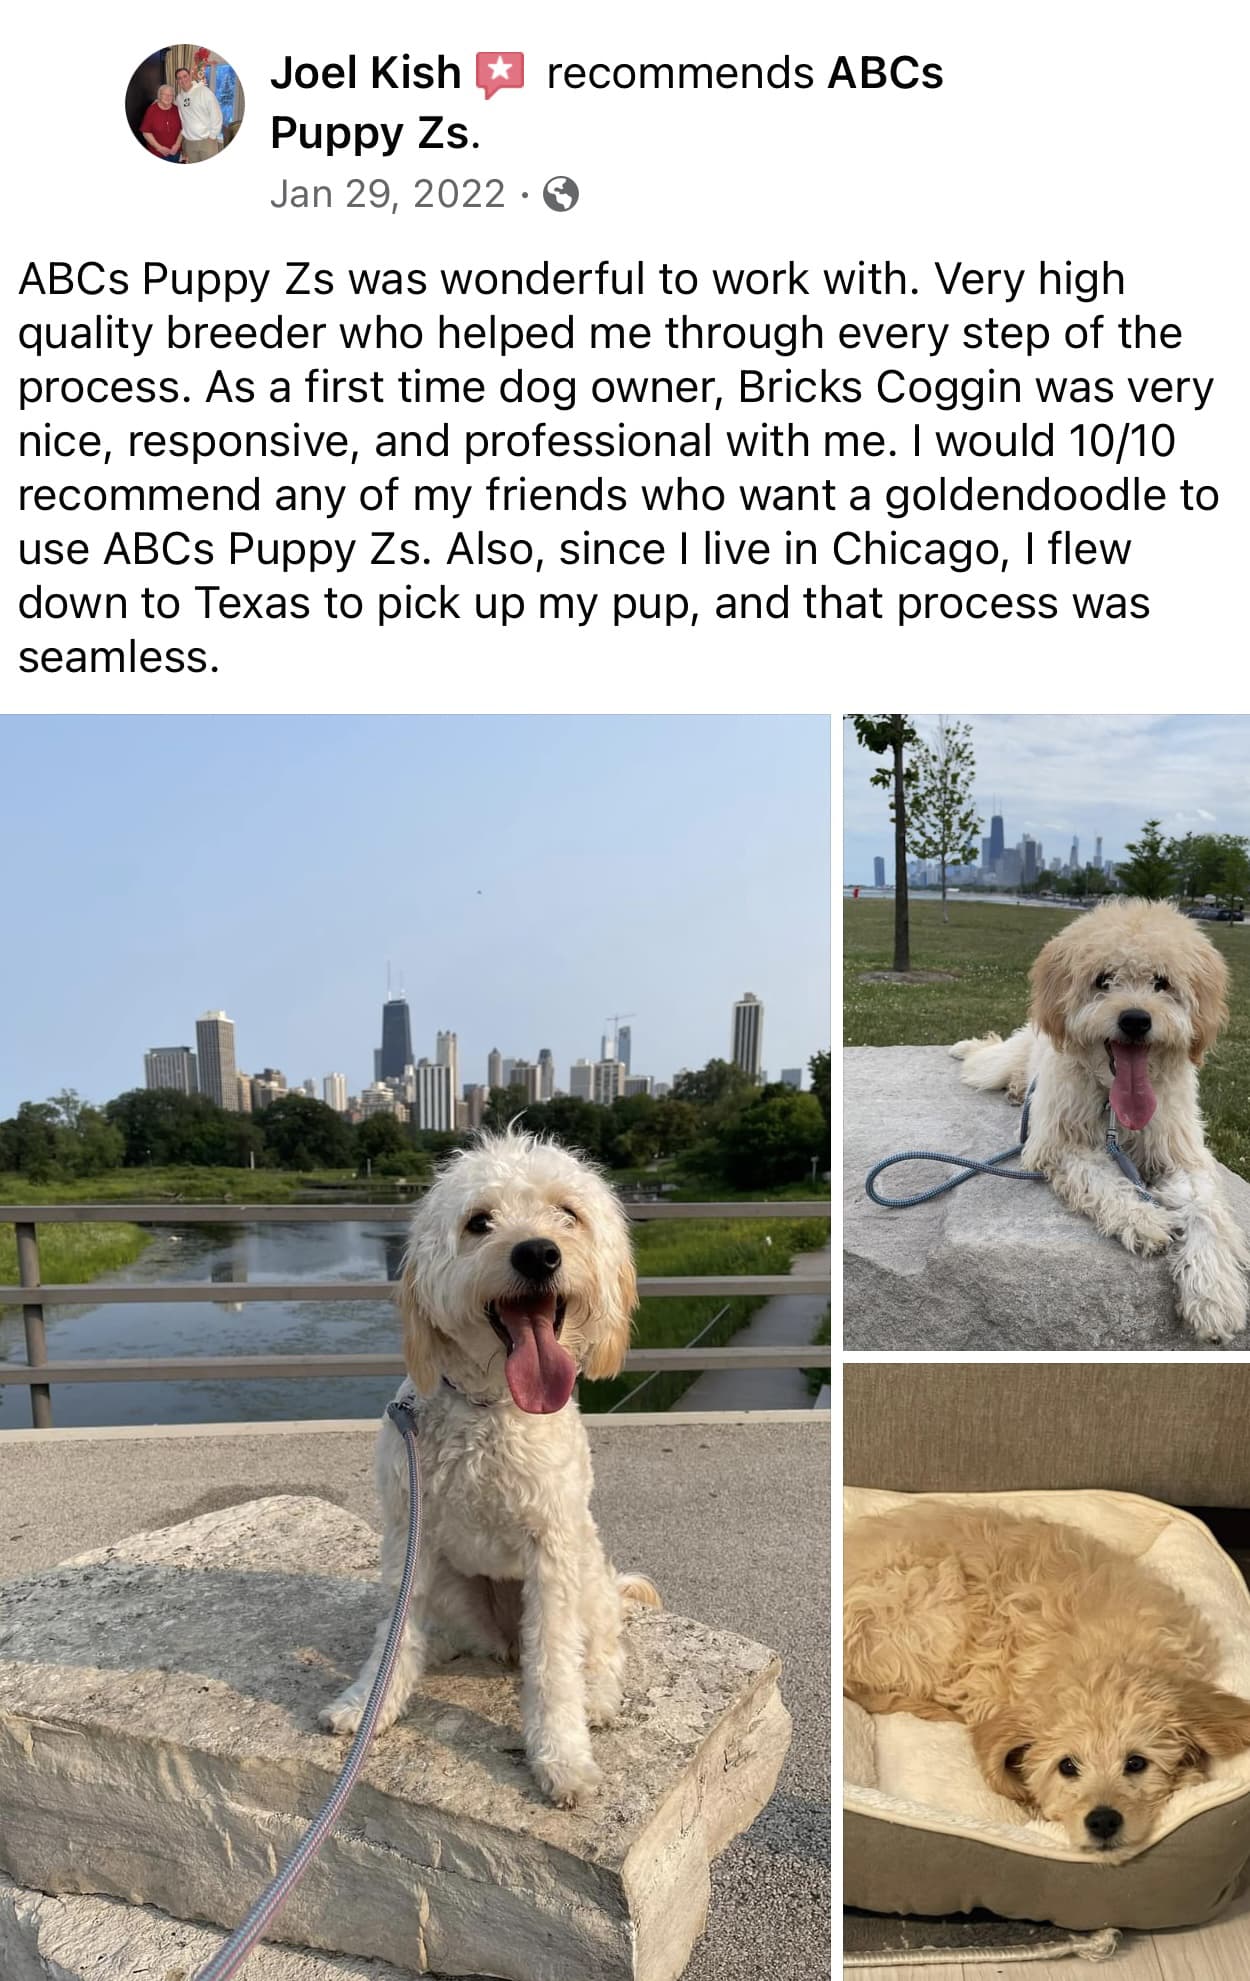 Joel Kish recommends ABCs
Puppy Zs.
Jan 29, 2022 ·
ABCs Puppy Zs was wonderful to work with. Very high
quality breeder who helped me through every step of the
process. As a first time dog owner, Bricks Coggin was very
nice, responsive, and professional with me. I would 10/10
recommend any of my friends who want a goldendoodle to
use ABCs Puppy Zs. Also, since I live in Chicago, I flew
down to Texas to pick up my pup, and that process was
seamless.